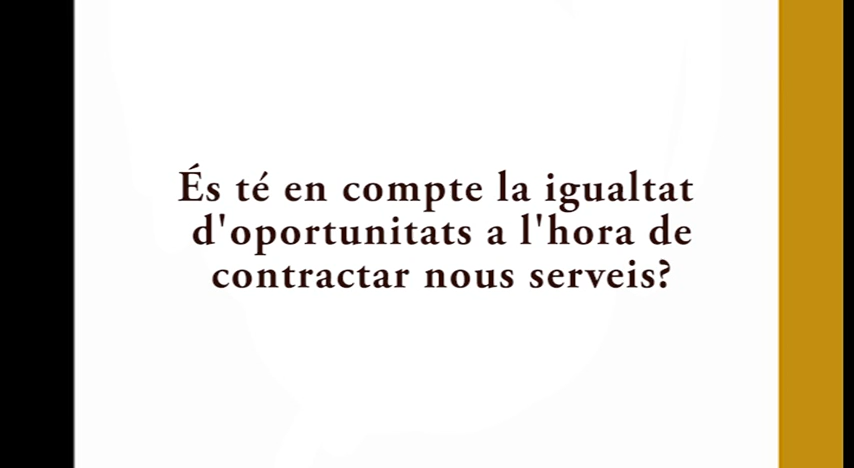 És té en compte la igualtat
d'oportunitats a l'hora de
contractar nous serveis?